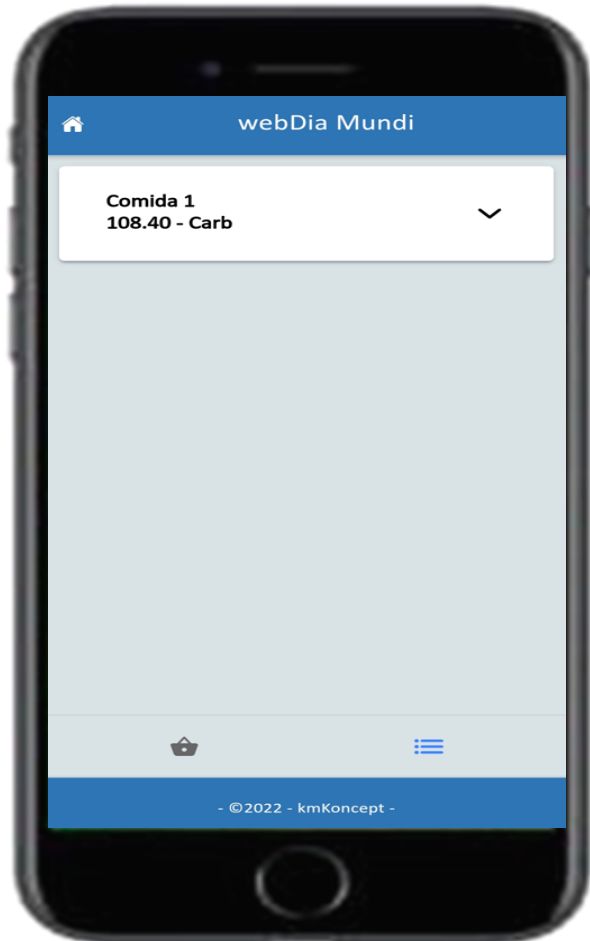 webDia Mundi
Comida 1
108.40 - Carb
- ©2022 - kmKoncept -